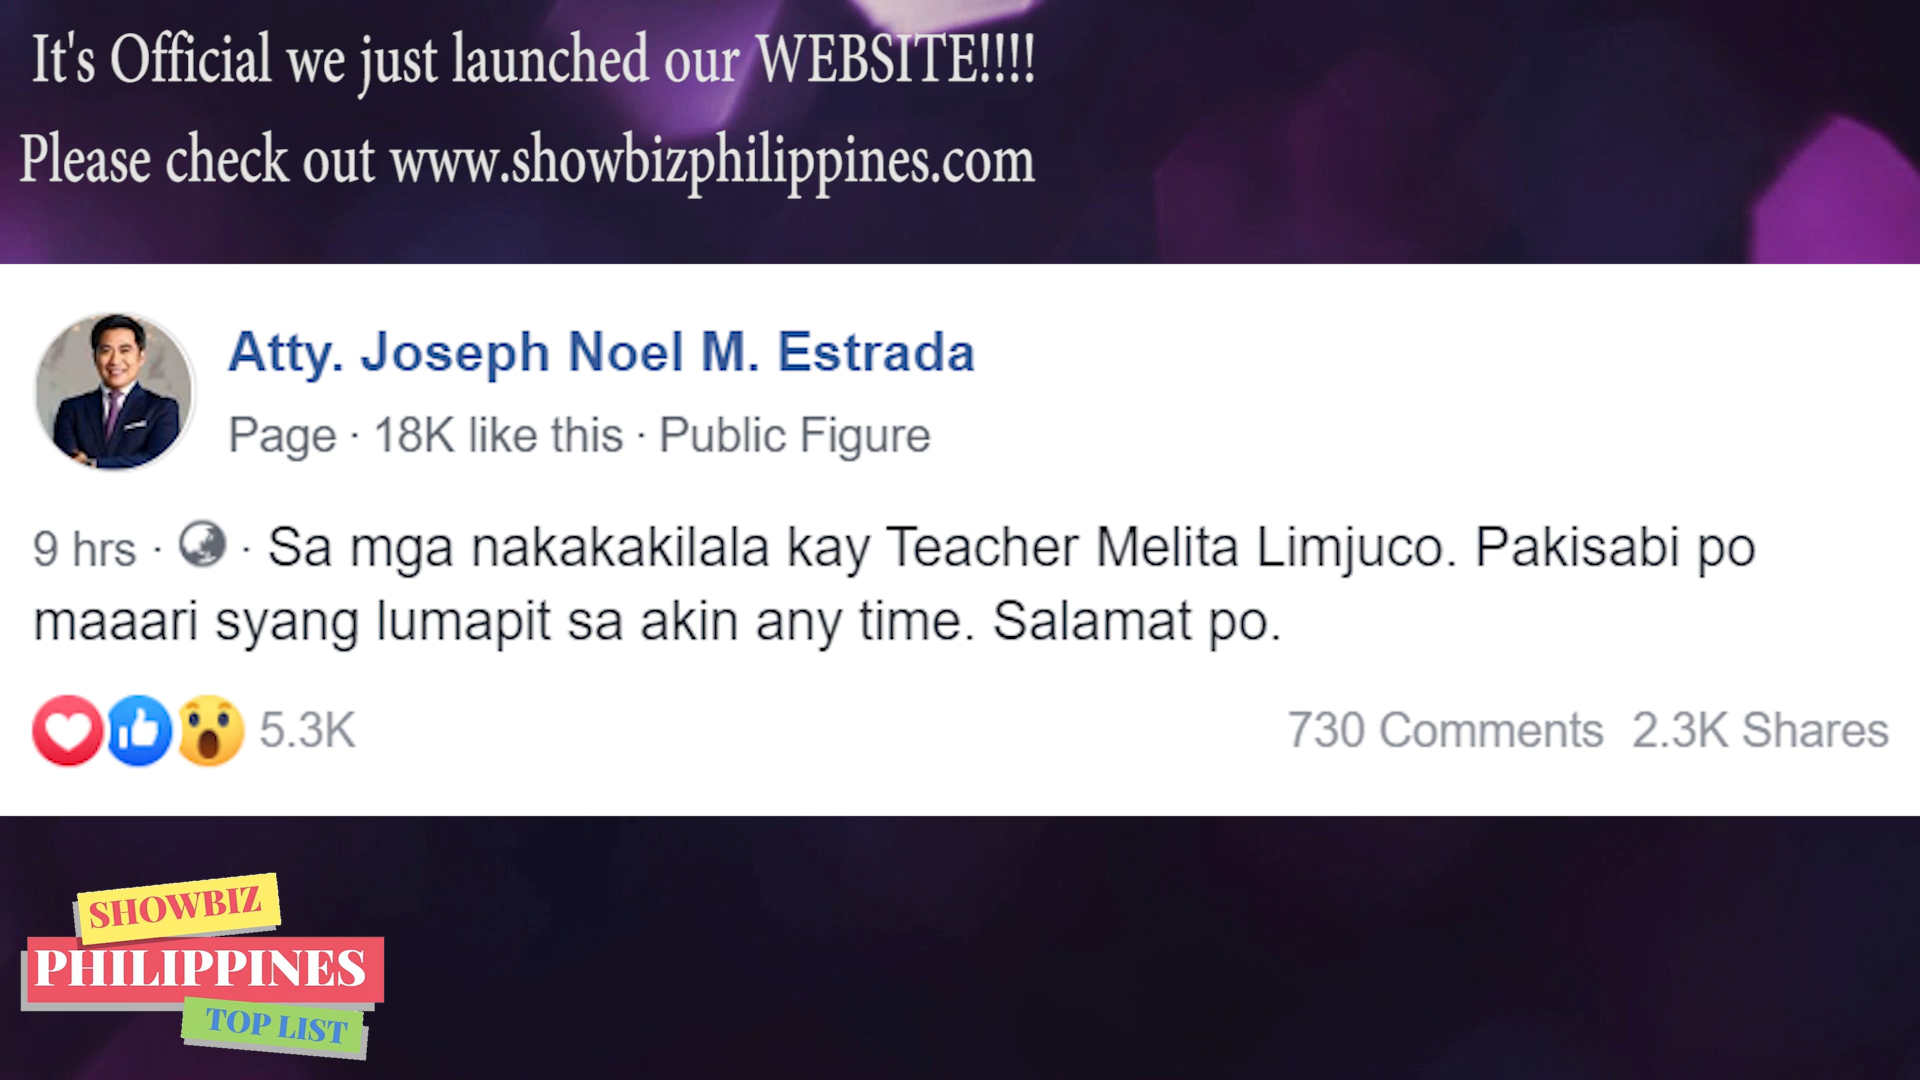 It's Official we just launched our WEBSITE!!!!
Please check out www.showbizphilippines.com
Atty. Joseph Noel M. Estrada
Page · 18K like this · Public Figure
9 hrs · · Sa mga nakakakilala kay Teacher Melita Limjuco. Pakisabi po
maaari syang lumapit sa akin any time. Salamat po.
5.3K
730 Comments 2.3K Shares
SHOWBIZ
PHILIPPINES
TOP LIST